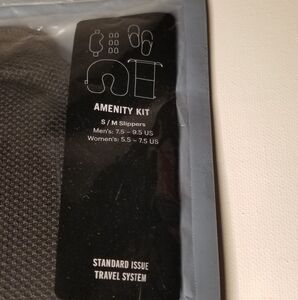 AMENITY KIT
S / M Slippers
Men's: 7.5 - 9.5 US
Women's: 5.5 - 7.5 US
STANDARD ISSUE
TRAVEL SYSTEM